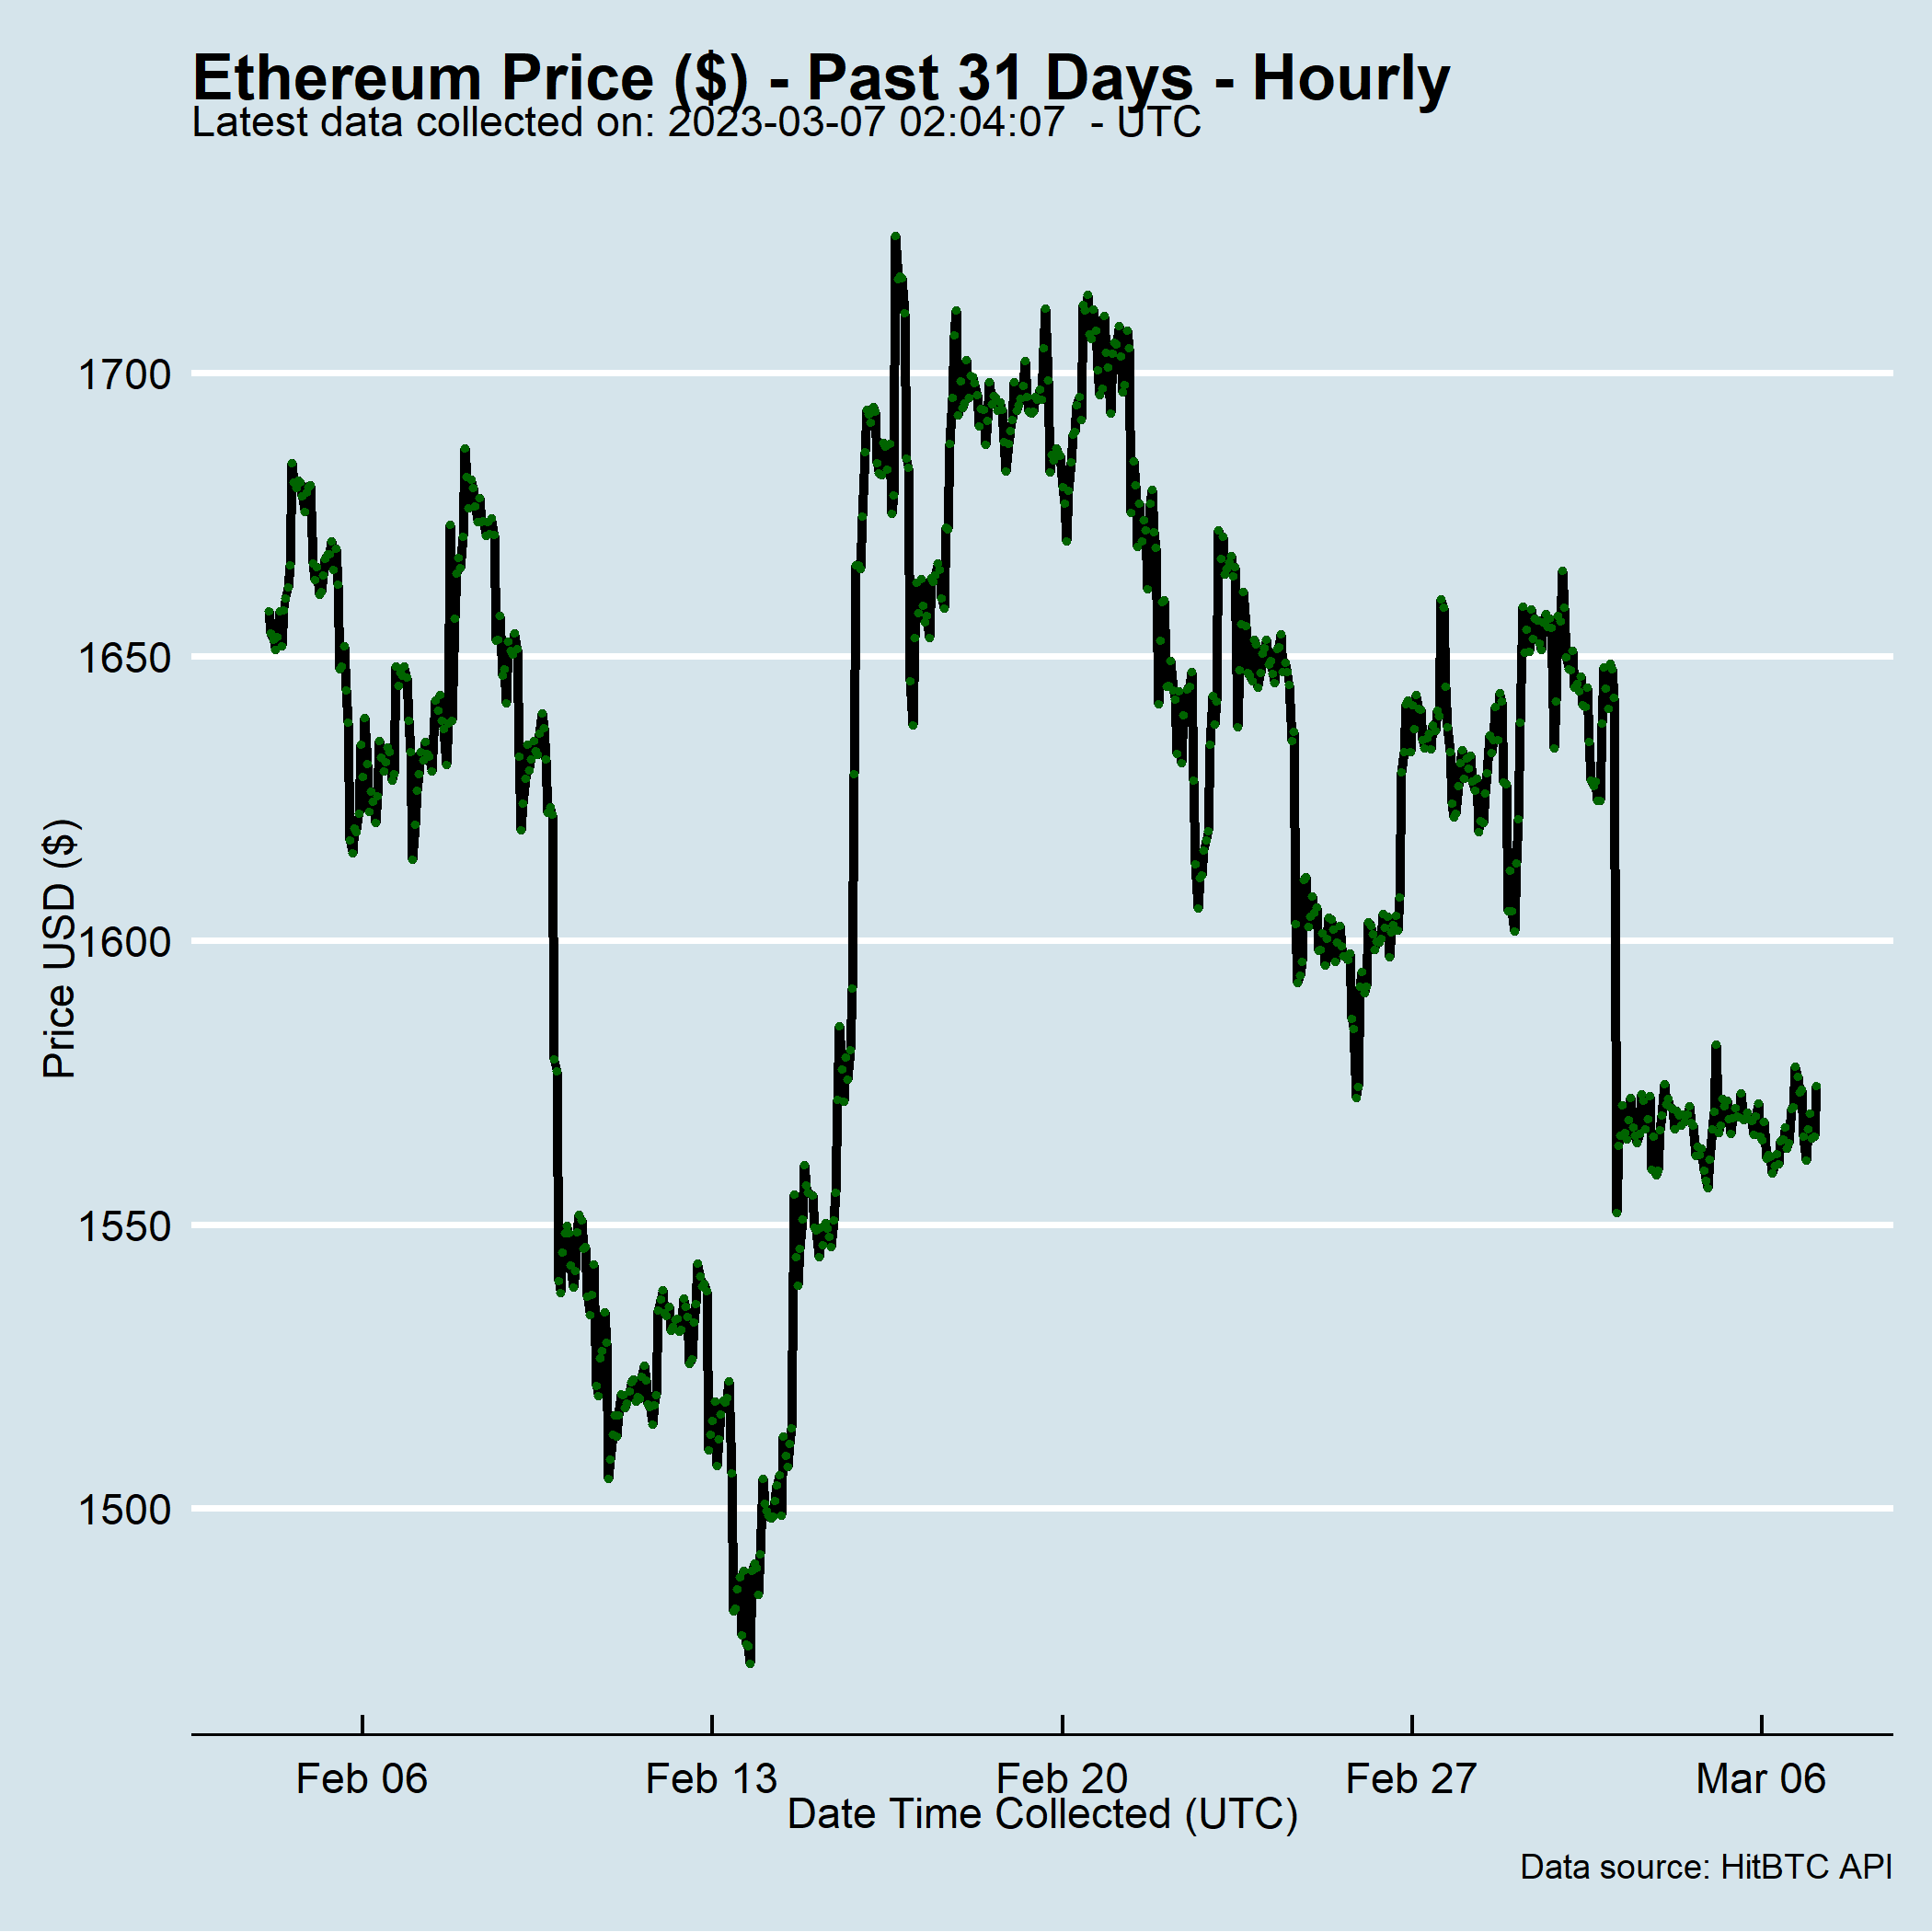 Ethereum Price ($) - Past 31 Days - Hourly
Latest data collected on: 2023-03-07 02:04:07  - UTC
Price USD ($)
1700
1650
1600
1550
1500
Feb 06
Feb 13
Feb 20
Feb 27
Mar 06
Date Time Collected (UTC)
Data source: HitBTC API